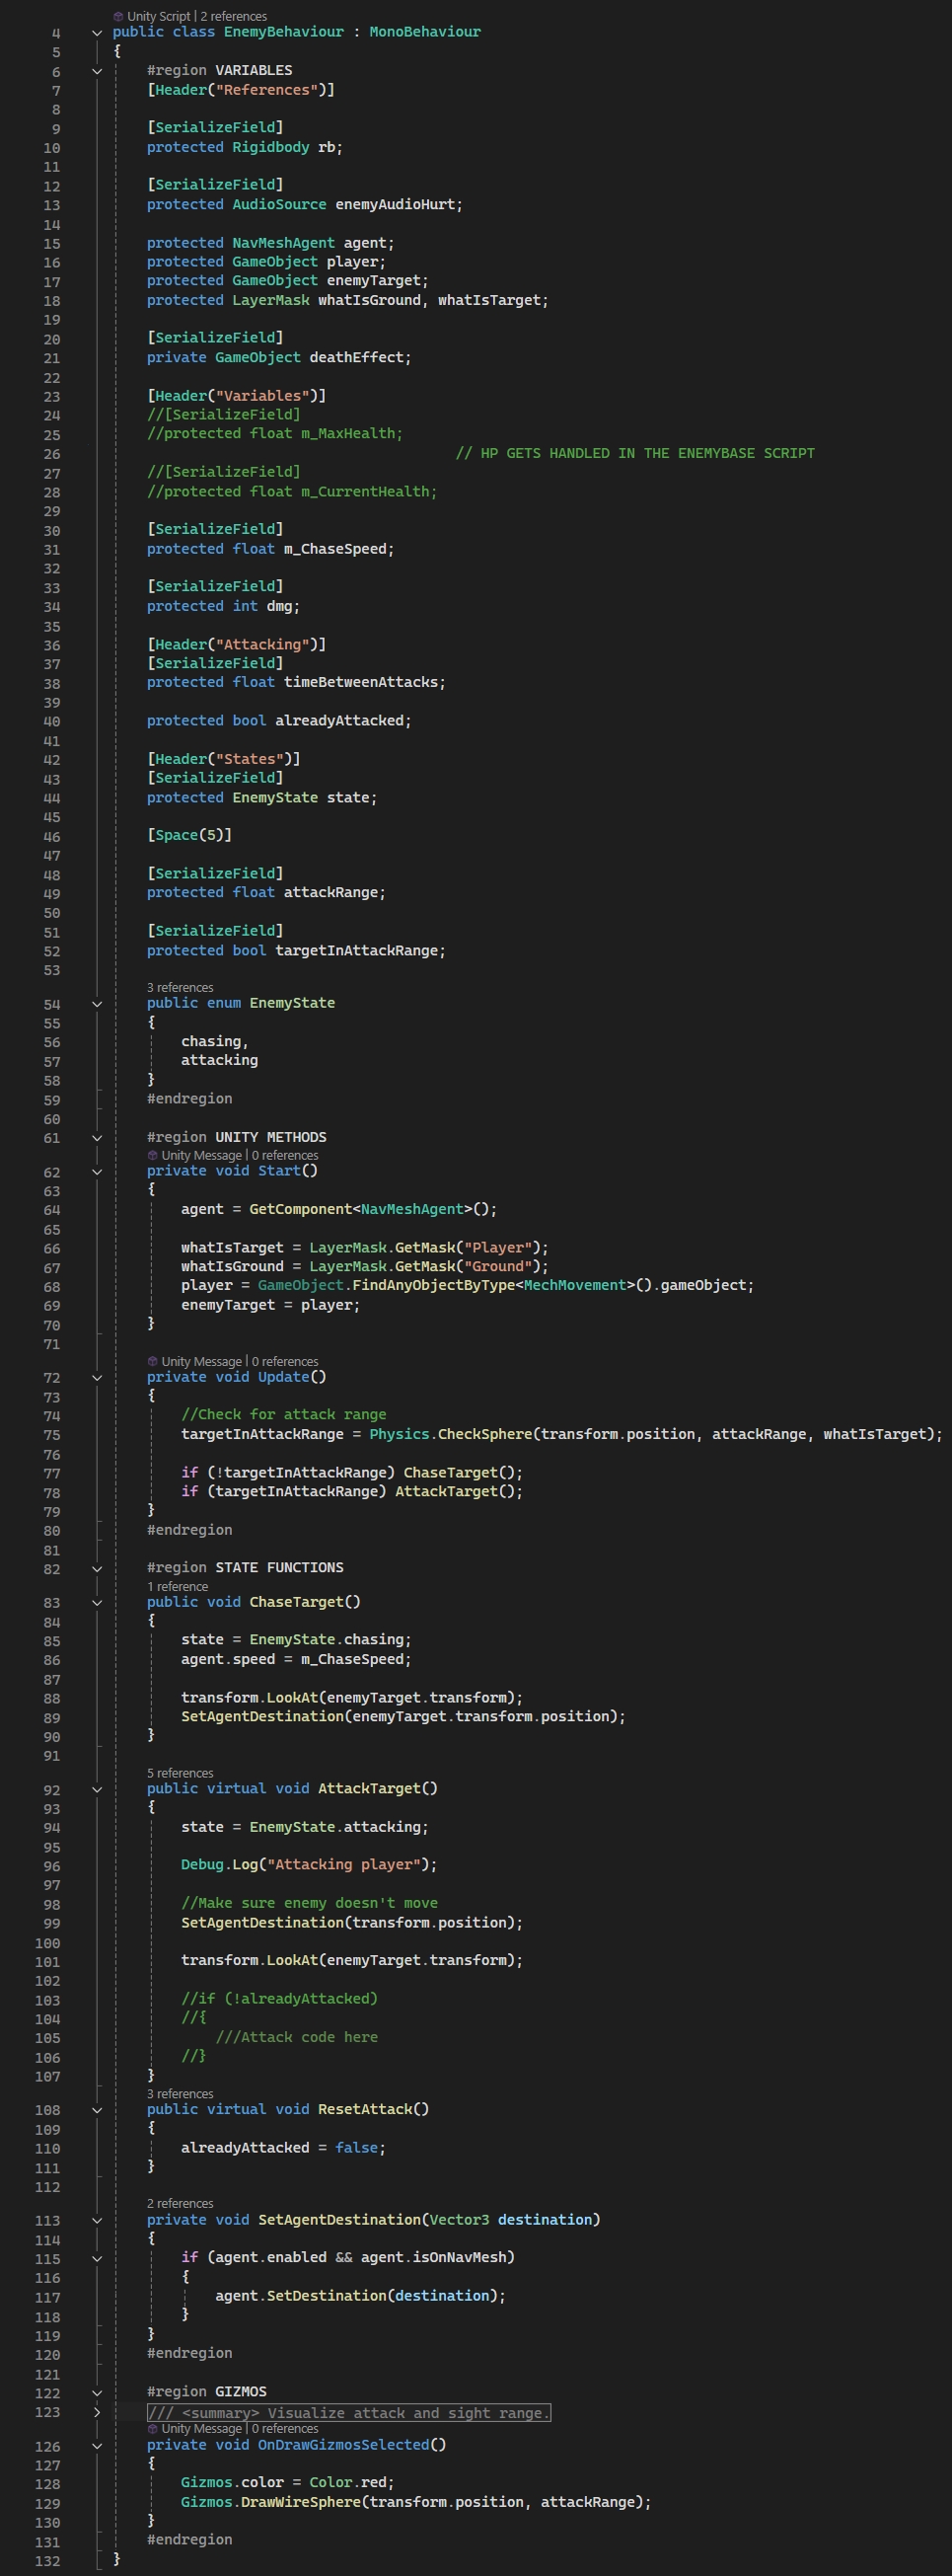 Unity Script | 2 references
4 public class EnemyBehaviour : MonoBehaviour
5 {
6 #region VARIABLES
7 [Header("References")]
8
9 [SerializeField]
10 protected Rigidbody rb;
11
12 [SerializeField]
13 protected AudioSource enemyAudioHurt;
14
15 protected NavMeshAgent agent;
16 protected GameObject player;
17 protected GameObject enemyTarget;
18 protected LayerMask whatIsGround, whatIsTarget;
19
20 [SerializeField]
21 private GameObject deathEffect;
22
23 [Header("Variables")]
24 //[SerializeField]
25 //protected float m_MaxHealth;
26 // HP GETS HANDLED IN THE ENEMYBASE SCRIPT
27 //[SerializeField]
28 //protected float m_CurrentHealth;
29
30 [SerializeField]
31 protected float m_ChaseSpeed;
32
33 [SerializeField]
34 protected int dmg;
35
36 [Header("Attacking")]
37 [SerializeField]
38 protected float timeBetweenAttacks;
39
40 protected bool alreadyAttacked;
41
42 [Header("States")]
43 [SerializeField]
44 protected EnemyState state;
45
46 [Space(5)]
47
48 [SerializeField]
49 protected float attackRange;
50
51 [SerializeField]
52 protected bool targetInAttackRange;
53
3 references
54 public enum EnemyState
55 {
56 chasing,
57 attacking
58 }
59 #endregion
60
61 #region UNITY METHODS
Unity Message | 0 references
62 private void Start()
63 {
64 agent = GetComponent<NavMeshAgent>();
65
66 whatIsTarget = LayerMask.GetMask("Player");
67 whatIsGround = LayerMask.GetMask("Ground");
68 player = GameObject.FindAnyObjectByType<MechMovement>().gameObject;
69 enemyTarget = player;
70 }
71
Unity Message | 0 references
72 private void Update()
73 {
74 //Check for attack range
75 targetInAttackRange = Physics.CheckSphere(transform.position, attackRange, whatIsTarget);
76
77 if (!targetInAttackRange) ChaseTarget();
78 if (targetInAttackRange) AttackTarget();
79 }
80 #endregion
81
82 #region STATE FUNCTIONS
1 reference
83 public void ChaseTarget()
84 {
85 state = EnemyState.chasing;
86 agent.speed = m_ChaseSpeed;
87
88 transform.LookAt(enemyTarget.transform);
89 SetAgentDestination(enemyTarget.transform.position);
90 }
91
5 references
92 public virtual void AttackTarget()
93 {
94 state = EnemyState.attacking;
95
96 Debug.Log("Attacking player");
97
98 //Make sure enemy doesn't move
99 SetAgentDestination(transform.position);
100
101 transform.LookAt(enemyTarget.transform);
102
103 //if (!alreadyAttacked)
104 //{
105 ///Attack code here
106 //}
107 }
3 references
108 public virtual void ResetAttack()
109 {
110 alreadyAttacked = false;
111 }
112
2 references
113 private void SetAgentDestination(Vector3 destination)
114 {
115 if (agent.enabled && agent.isOnNavMesh)
116 {
117 agent.SetDestination(destination);
118 }
119 }
120 #endregion
121
122 #region GIZMOS
123 /// <summary> Visualize attack and sight range.
Unity Message | 0 references
126 private void OnDrawGizmosSelected()
127 {
128 Gizmos.color = Color.red;
129 Gizmos.DrawWireSphere(transform.position, attackRange);
130 }
131 #endregion
132 }